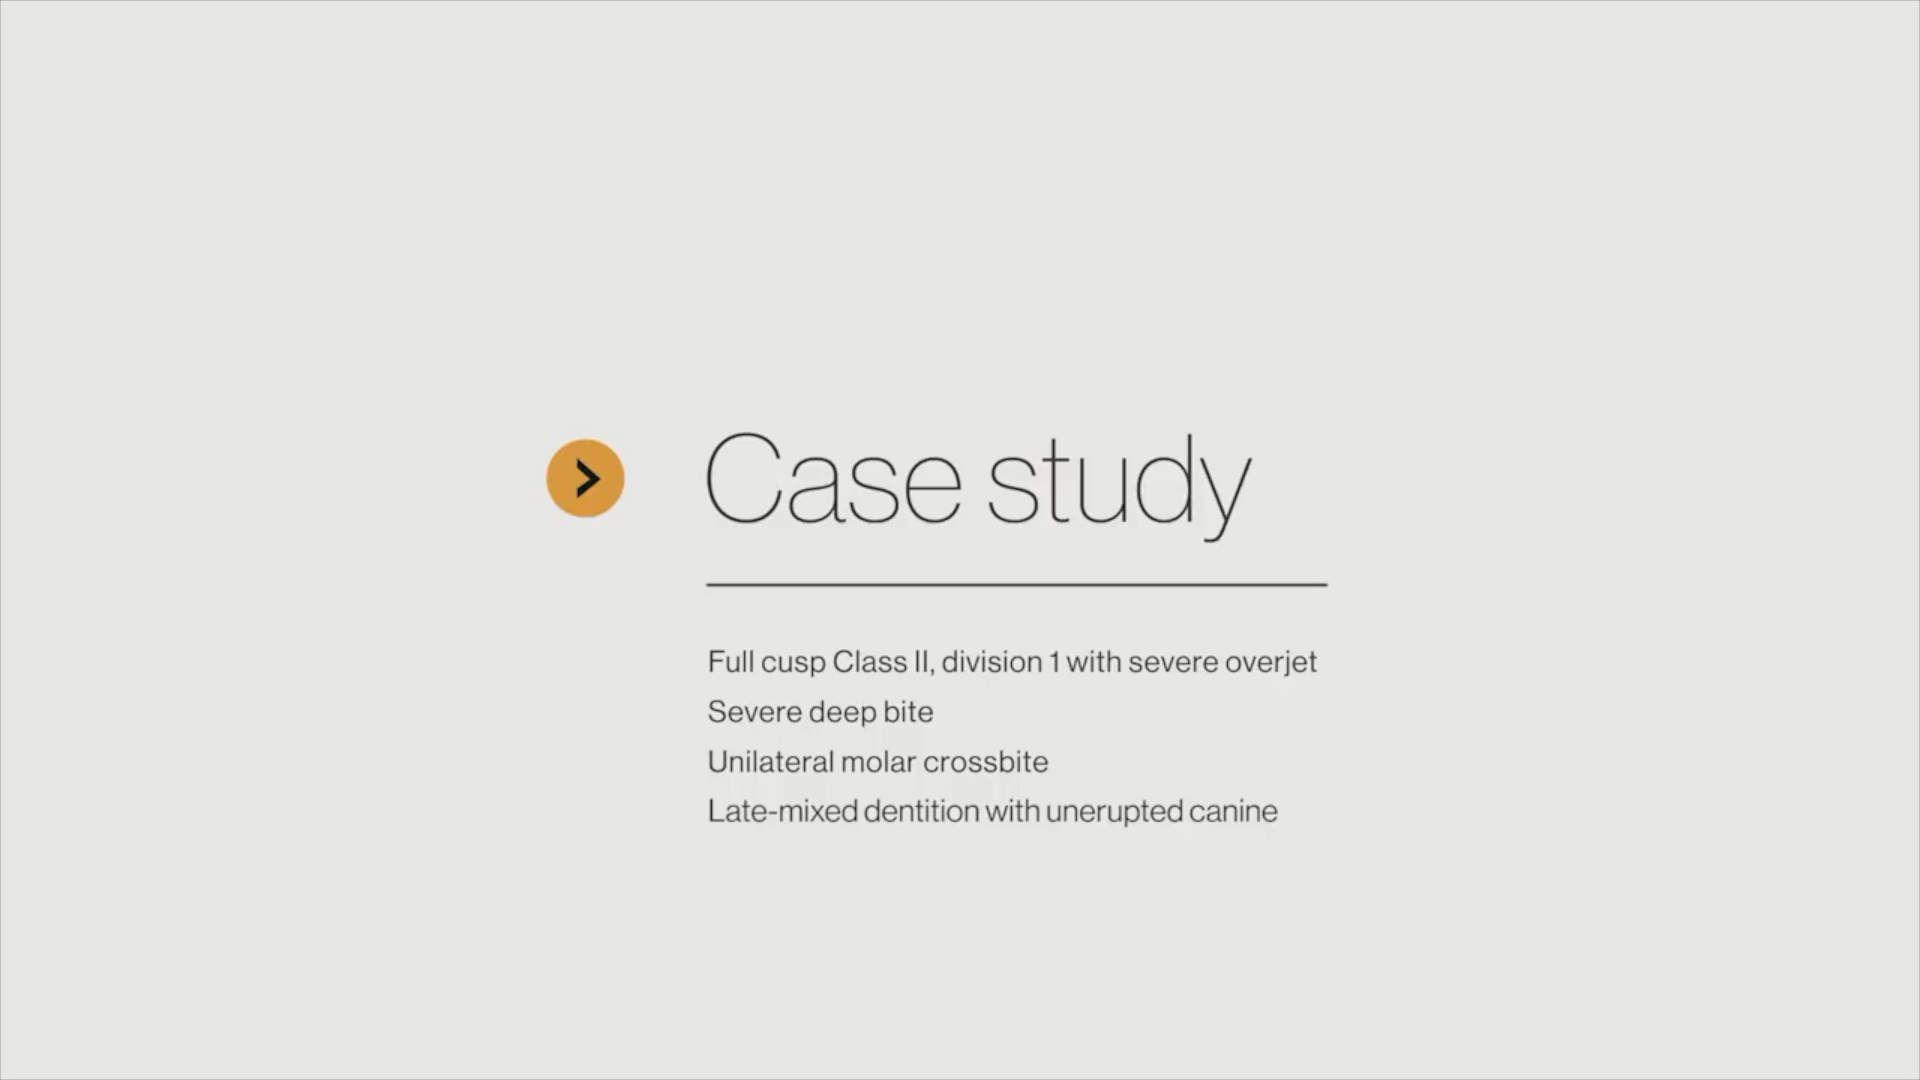 Case study
Full cusp Class II, division 1 with severe overjet
Severe deep bite
Unilateral molar crossbite
Late-mixed dentition with unerupted canine